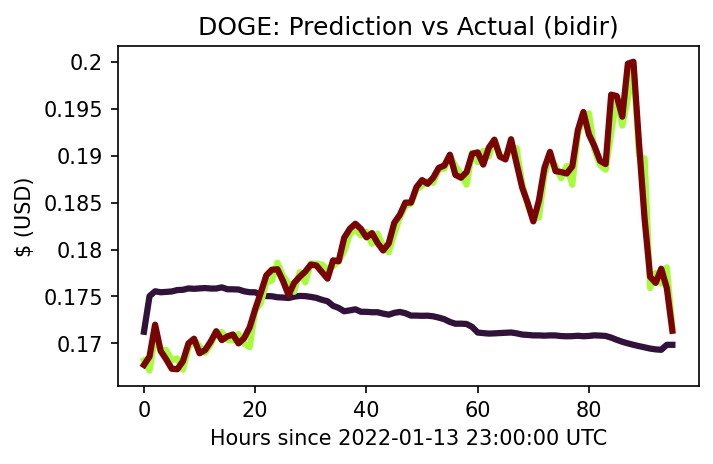 DOGE: Prediction vs Actual (bidir)
0.2
0.195
0.19
0.185
0.18
0.175
0.17
$ (USD)
0 20 40 60 80
Hours since 2022-01-13 23:00:00 UTC